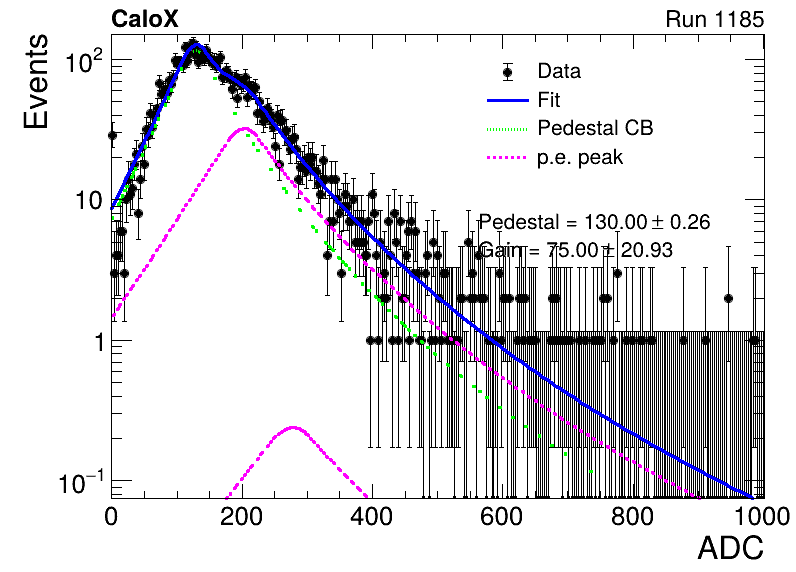 CaloX Run 1185
Events
10²
10
1
10⁻¹
Data
Fit
Pedestal CB
p.e. peak
Pedestal = 130.00 ± 0.26
Gain = 75.00 ± 20.93
0 200 400 600 800 1000
ADC